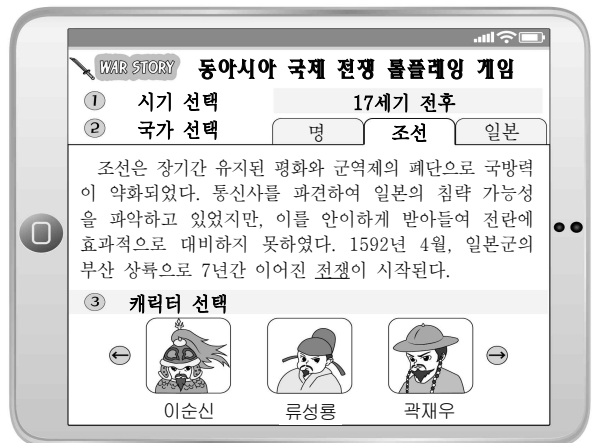 WAR STORY 동아시아 국제 전쟁 롤플레잉 게임
1 시기 선택 17세기 전후
2 국가 선택 명 조선 일본
조선은 장기간 유지된 평화와 군역제의 폐단으로 국방력
이 약화되었다. 통신사를 파견하여 일본의 침략 가능성
을 파악하고 있었지만, 이를 안이하게 받아들여 전란에
효과적으로 대비하지 못하였다. 1592년 4월, 일본군의
부산 상륙으로 7년간 이어진 전쟁이 시작된다.
3 캐릭터 선택
이순신 류성룡 곽재우